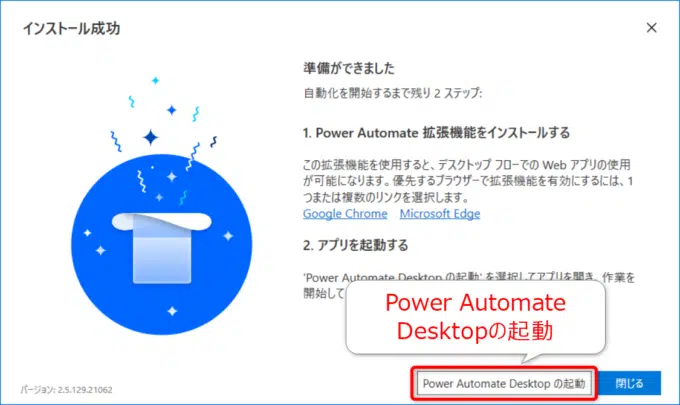 インストール成功
準備ができました
自動化を開始するまで残り 2 ステップ:
1. Power Automate 拡張機能をインストールする
この拡張機能を使用すると、デスクトップ フローでの Web アプリの使用
が可能になります。優先するブラウザーで拡張機能を有効にするには、1
つまたは複数のリンクを選択します。
Google Chrome Microsoft Edge
2. アプリを起動する
'Power Automate Desktop の起動' を選択してアプリを開き、作業を
開始して
Power Automate
Desktopの起動
バージョン: 2.5.129.21062
Power Automate Desktop の起動
閉じる